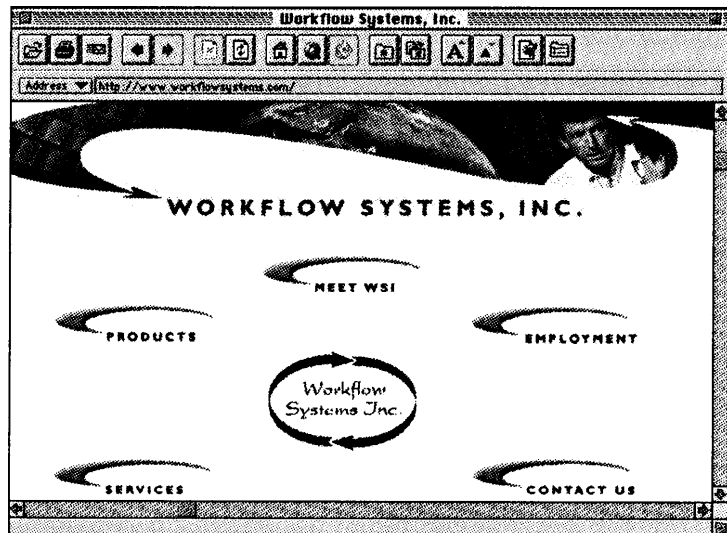 Workflow Systems, Inc.
A A
Address http://www.workflowsystems.com/
WORKFLOW SYSTEMS, INC.
MEET WSI
PRODUCTS
EMPLOYMENT
Workflow
Systems Inc.
SERVICES
CONTACT US